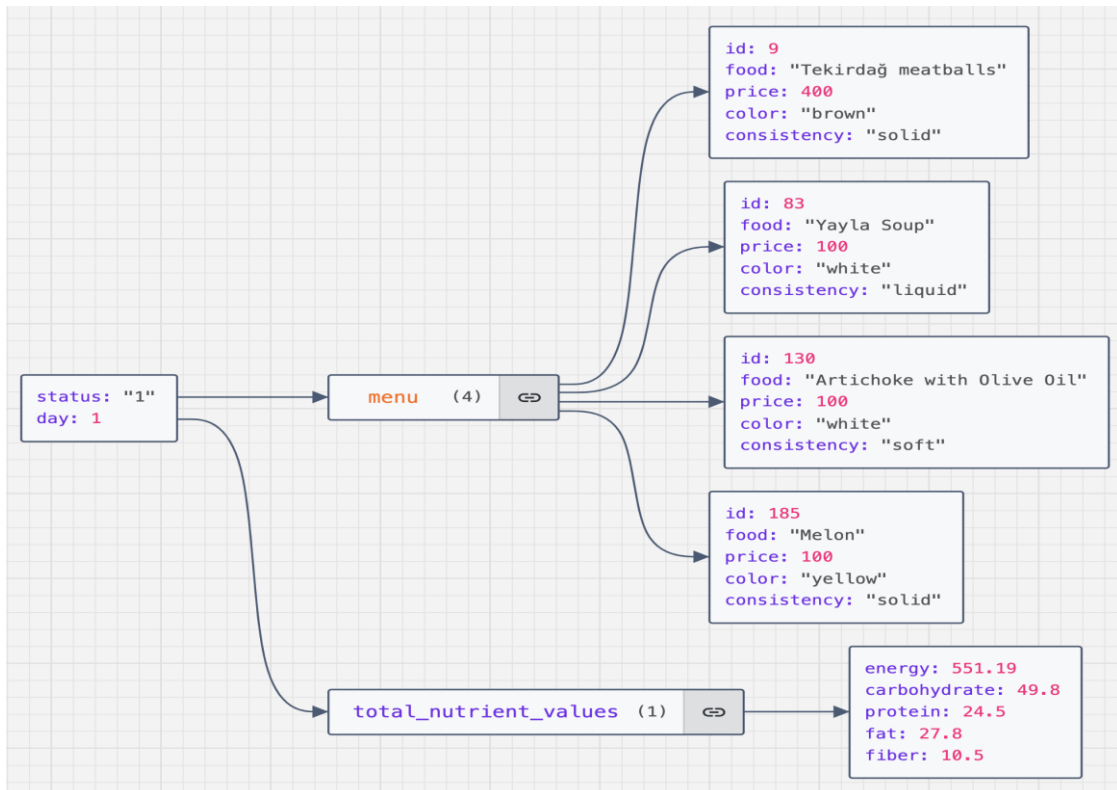 id: 9
food: "Tekirdağ meatballs"
price: 400
color: "brown"
consistency: "solid"
id: 83
food: "Yayla Soup"
price: 100
color: "white"
consistency: "liquid"
status: "1"
day: 1
menu (4)
id: 130
food: "Artichoke with Olive Oil"
price: 100
color: "white"
consistency: "soft"
id: 185
food: "Melon"
price: 100
color: "yellow"
consistency: "solid"
total_nutrient_values (1)
energy: 551.19
carbohydrate: 49.8
protein: 24.5
fat: 27.8
fiber: 10.5